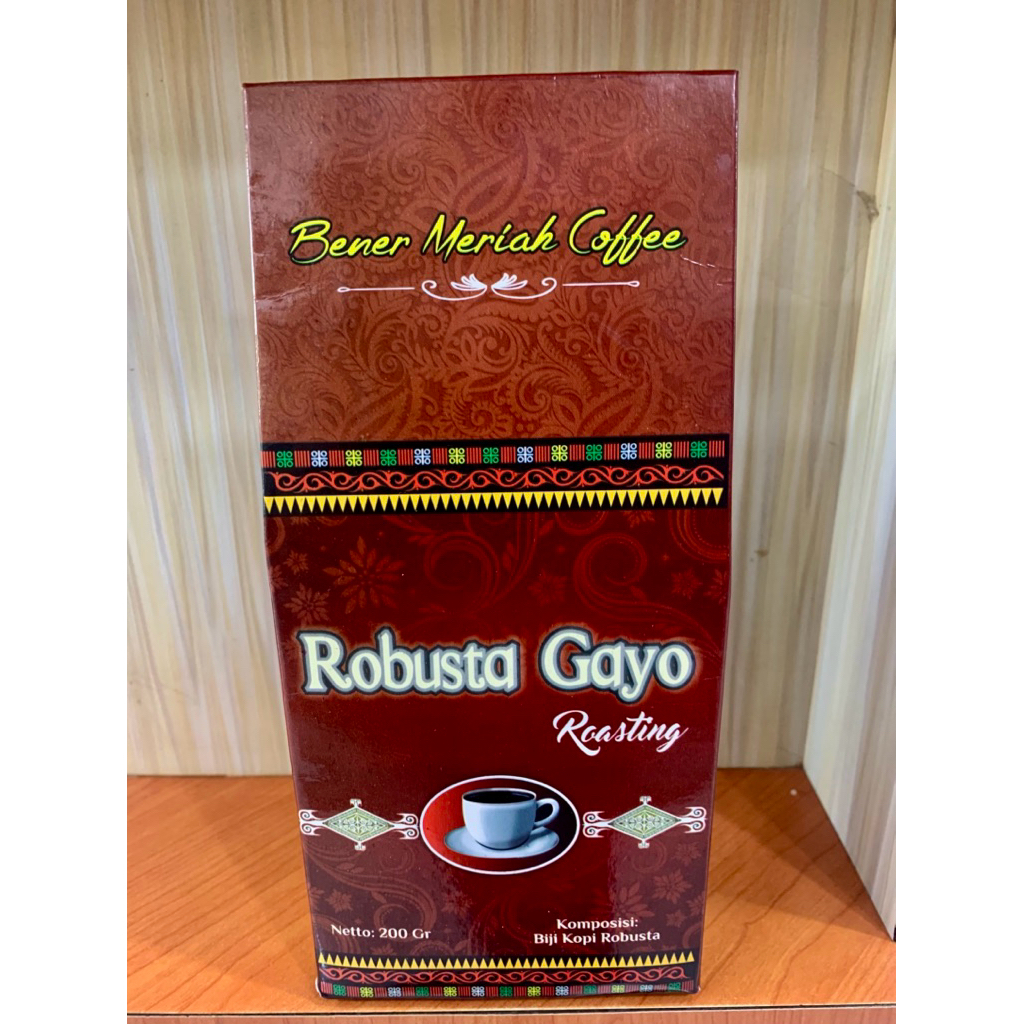 Bener Meriah Coffee
Robusta Gayo
Roasting
Netto: 200 Gr
Komposisi:
Biji Kopi Robusta